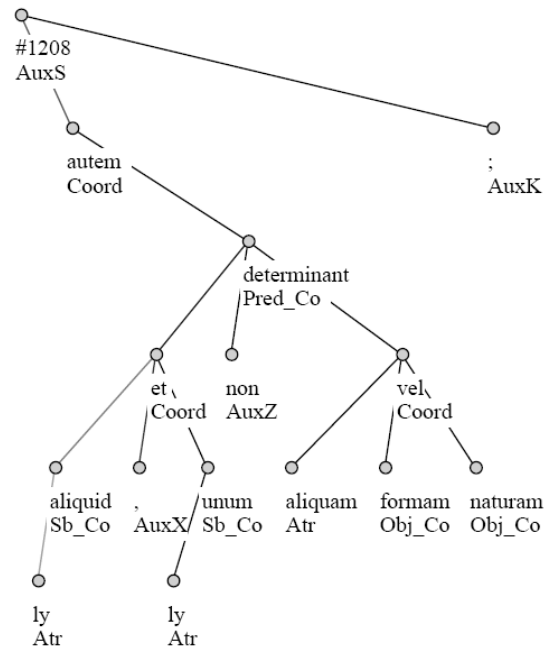 #1208
AuxS
autem
Coord
;
AuxK
determinant
Pred_Co
et
Coord
non
AuxZ
vel
Coord
aliquid
Sb_Co
,
AuxX
unum
Sb_Co
aliquam
Atr
formam
Obj_Co
naturam
Obj_Co
ly
Atr
ly
Atr